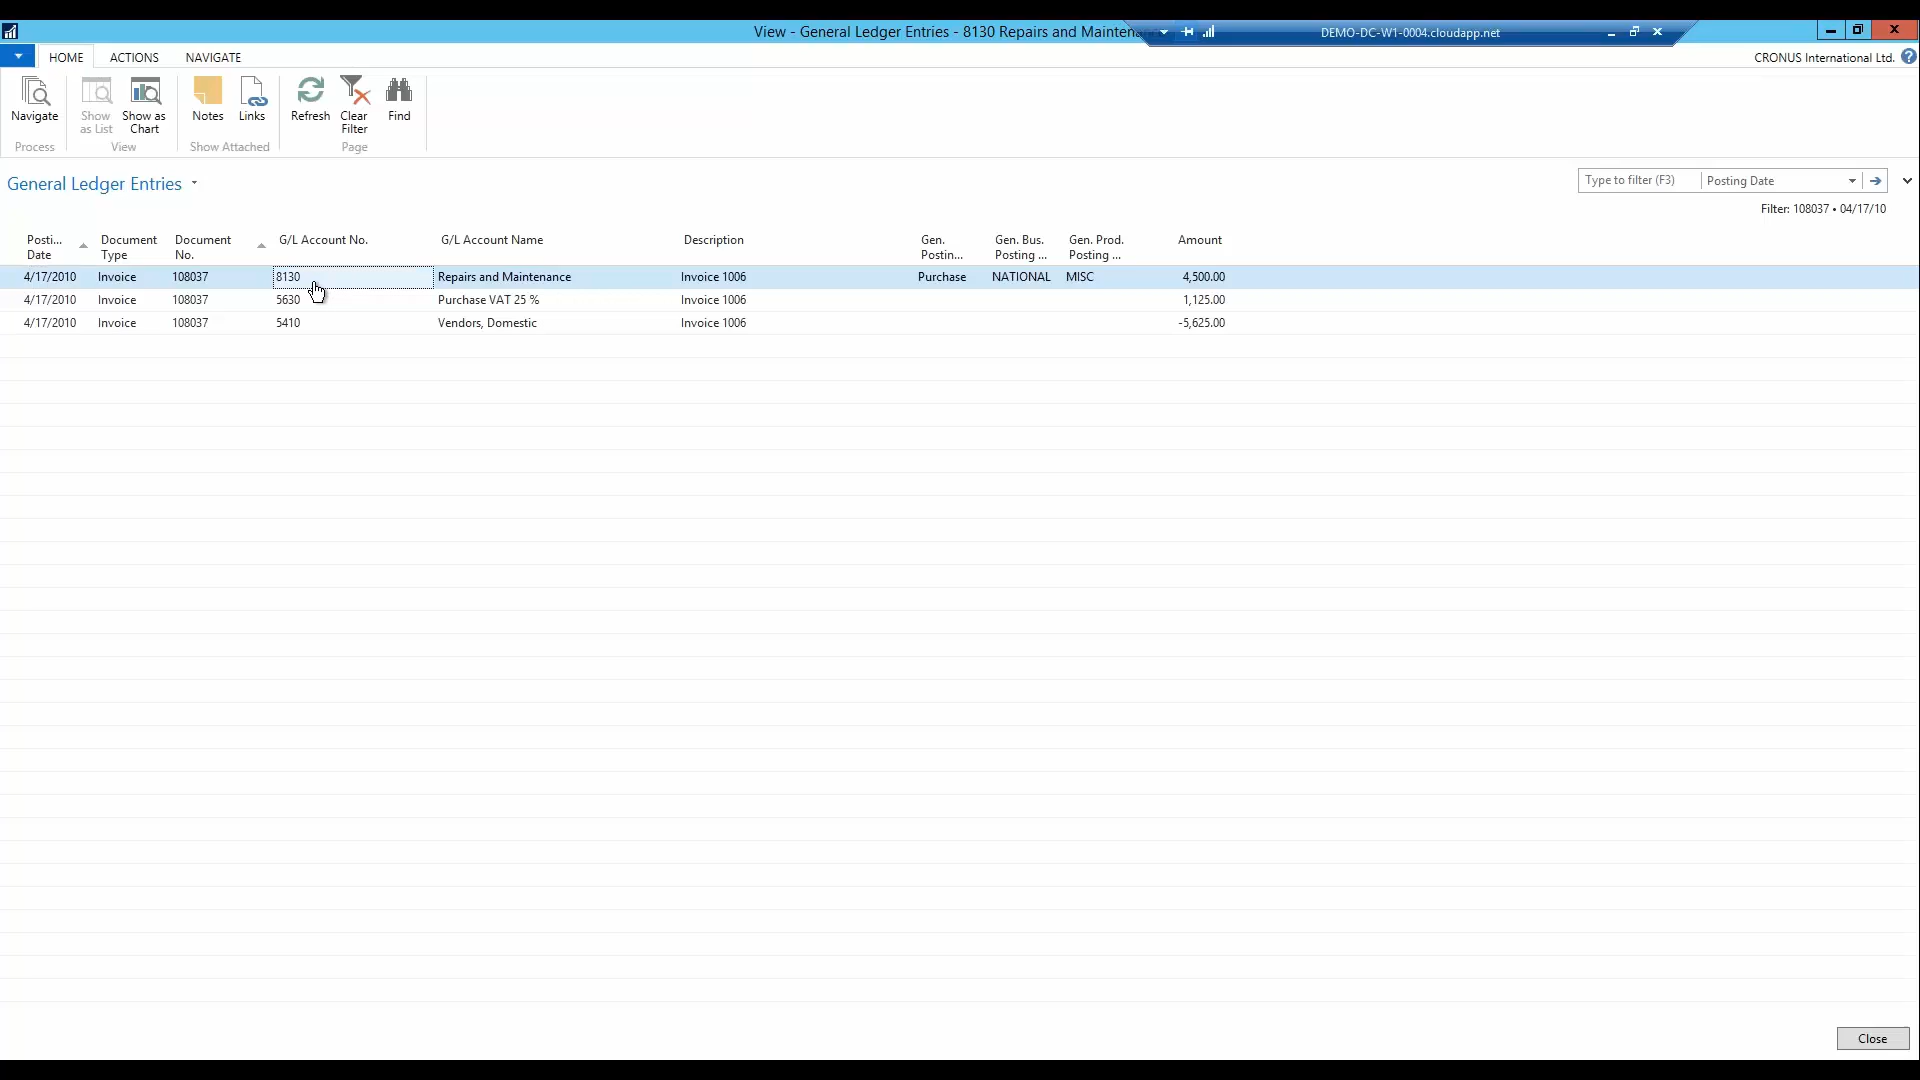 View - General Ledger Entries - 8130 Repairs and Maintena
DEMO-DC-W1-0004.cloudapp.net
HOME ACTIONS NAVIGATE
CRONUS International Ltd.
Navigate
Show as List
Show as Chart
Notes
Links
Refresh
Clear Filter
Find
Process
View
Show Attached
Page
General Ledger Entries
Type to filter (F3)
Posting Date
Filter: 108037 • 04/17/10
Posti... Date
Document Type
Document No.
G/L Account No.
G/L Account Name
Description
Gen. Postin...
Gen. Bus. Posting ...
Gen. Prod. Posting ...
Amount
4/17/2010 Invoice 108037 8130 Repairs and Maintenance Invoice 1006 Purchase NATIONAL MISC 4,500.00
4/17/2010 Invoice 108037 5630 Purchase VAT 25 % Invoice 1006 1,125.00
4/17/2010 Invoice 108037 5410 Vendors, Domestic Invoice 1006 -5,625.00
Close